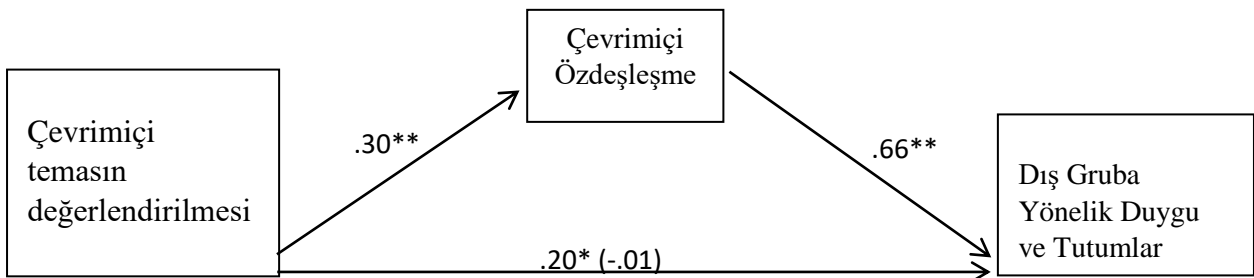 Çevrimiçi
Özdeşleşme
Çevrimiçi
temasın
değerlendirilmesi
.30**
.66**
Dış Gruba
Yönelik Duygu
ve Tutumlar
.20* (-.01)